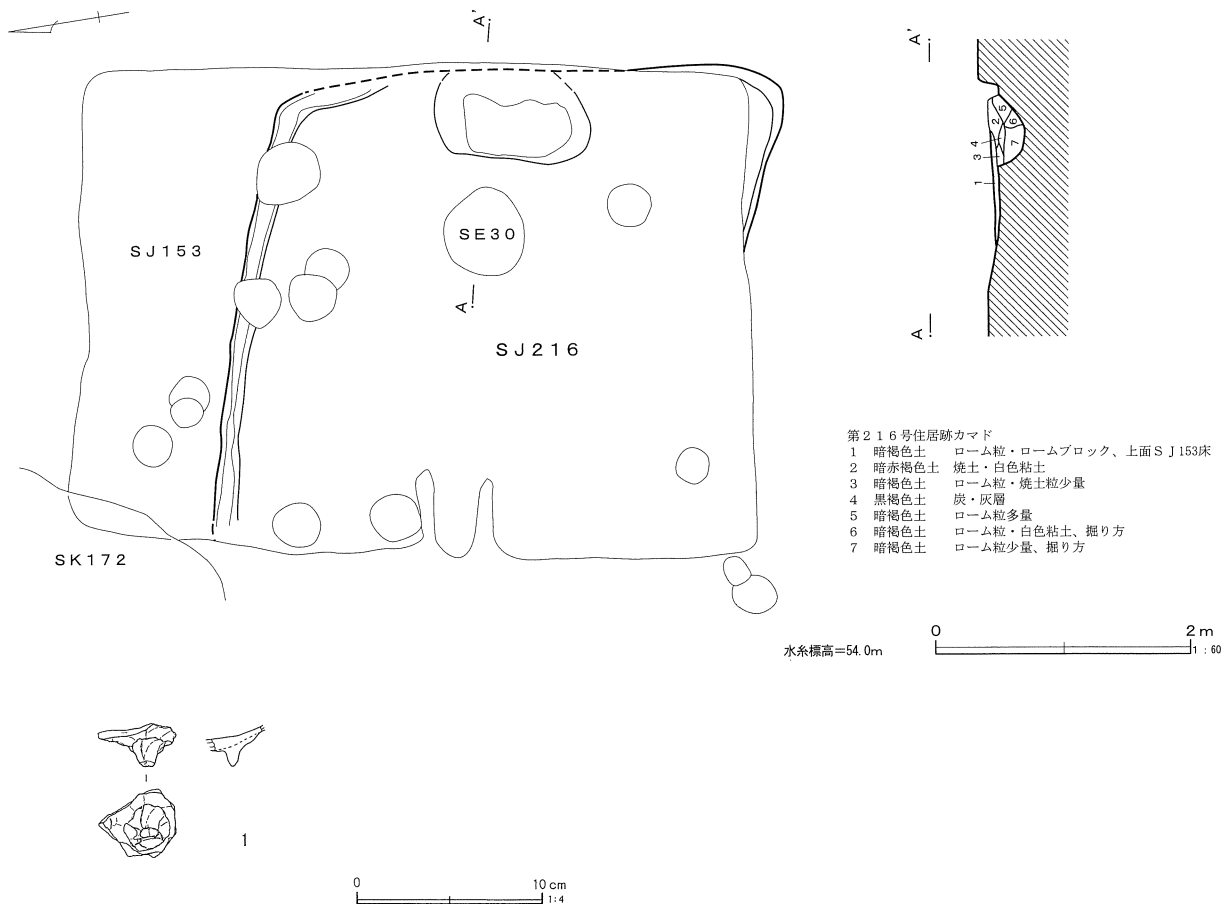 A'
A'
5
2
6
4
7
3
1
SE30
SJ153
A
SJ216
A
第216号住居跡カマド
1 暗褐色土 ローム粒・ロームブロック、上面SJ153床
2 暗赤褐色土 焼土・白色粘土
3 暗褐色土 ローム粒・焼土粒少量
4 黒褐色土 炭・灰層
5 暗褐色土 ローム粒多量
6 暗褐色土 ローム粒・白色粘土、掘り方
7 暗褐色土 ローム粒少量、掘り方
SK172
0 2m
水糸標高=54.0m 1:60
1
0 10cm
1:4